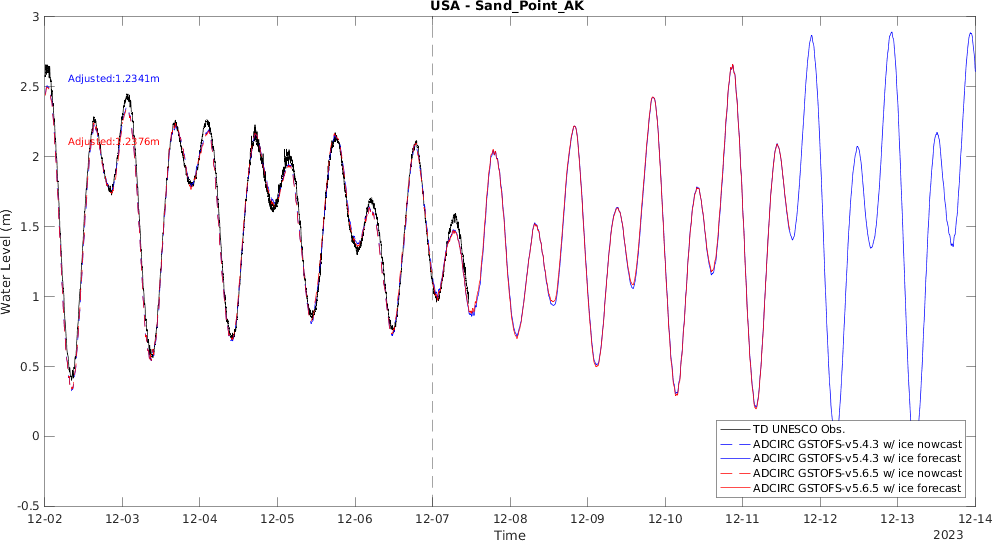 USA - Sand_Point_AK
Water Level (m)
3
2.5
2
1.5
1
0.5
0
-0.5
Adjusted:1.2341m
Adjusted:1.2376m
TD UNESCO Obs.
ADCIRC GSTOFS-v5.4.3 w/ ice nowcast
ADCIRC GSTOFS-v5.4.3 w/ ice forecast
ADCIRC GSTOFS-v5.6.5 w/ ice nowcast
ADCIRC GSTOFS-v5.6.5 w/ ice forecast
12-02 12-03 12-04 12-05 12-06 12-07 12-08 12-09 12-10 12-11 12-12 12-13 12-14
Time
2023